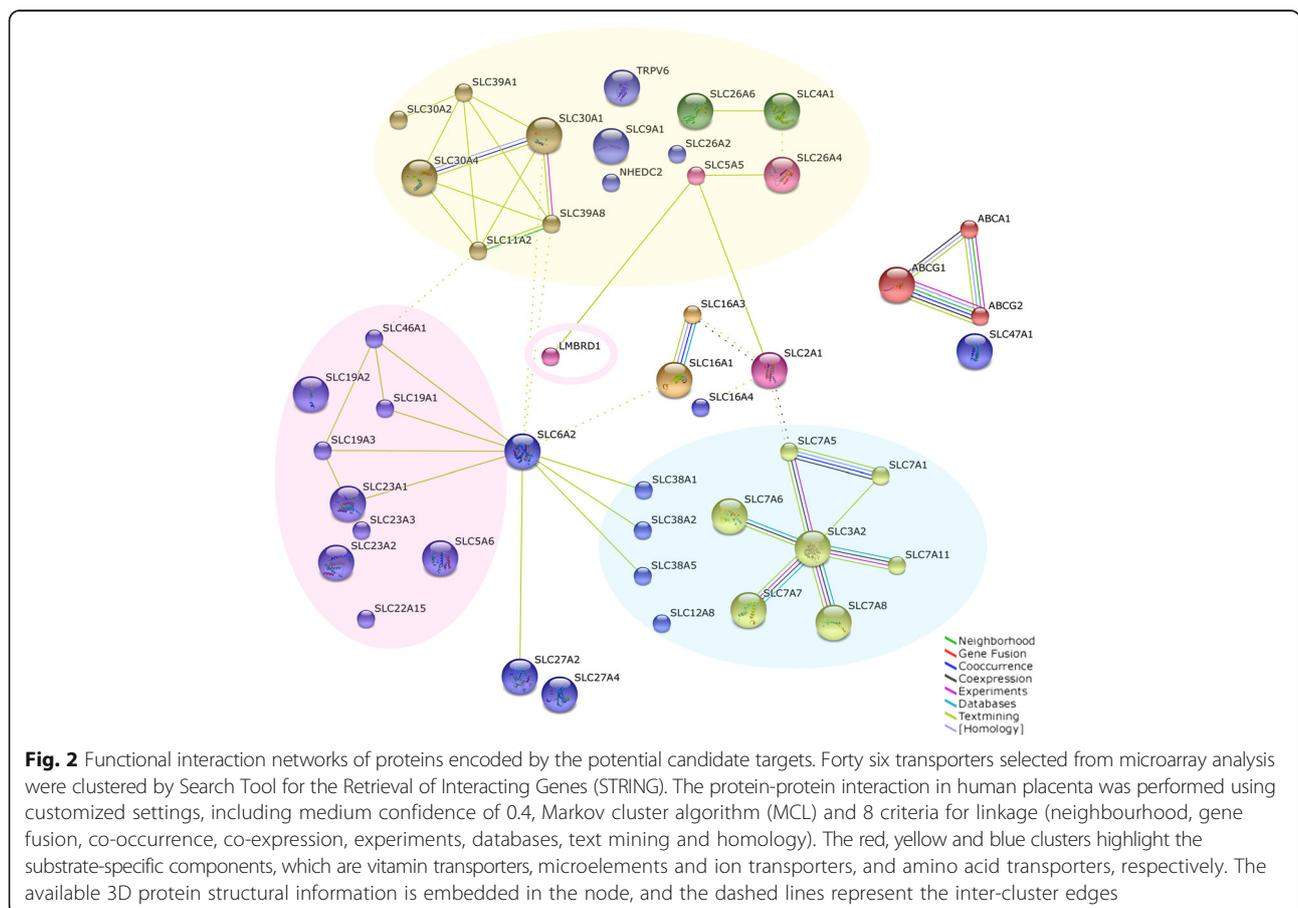 TRPV6
SLC39A1
SLC30A2
SLC26A6
SLC4A1
SLC30A1
SLC9A1
SLC26A2
SLC30A4
SLC5A5
SLC26A4
NHEDC2
SLC39A8
SLC11A2
ABCA1
ABCG1
ABCG2
SLC47A1
SLC16A3
SLC46A1
LMBRD1
SLC2A1
SLC16A1
SLC19A2
SLC19A1
SLC16A4
SLC6A2
SLC19A3
SLC7A5
SLC7A1
SLC38A1
SLC23A1
SLC7A6
SLC23A3
SLC38A2
SLC3A2
SLC23A2
SLC5A6
SLC7A11
SLC38A5
SLC7A7
SLC7A8
SLC22A15
SLC12A8
SLC27A2
SLC27A4
Neighborhood
Gene Fusion
Cooccurrence
Coexpression
Experiments
Databases
Textmining
[Homology]
Fig. 2 Functional interaction networks of proteins encoded by the potential candidate targets. Forty six transporters selected from microarray analysis
were clustered by Search Tool for the Retrieval of Interacting Genes (STRING). The protein-protein interaction in human placenta was performed using
customized settings, including medium confidence of 0.4, Markov cluster algorithm (MCL) and 8 criteria for linkage (neighbourhood, gene
fusion, co-occurrence, co-expression, experiments, databases, text mining and homology). The red, yellow and blue clusters highlight the
substrate-specific components, which are vitamin transporters, microelements and ion transporters, and amino acid transporters, respectively. The
available 3D protein structural information is embedded in the node, and the dashed lines represent the inter-cluster edges